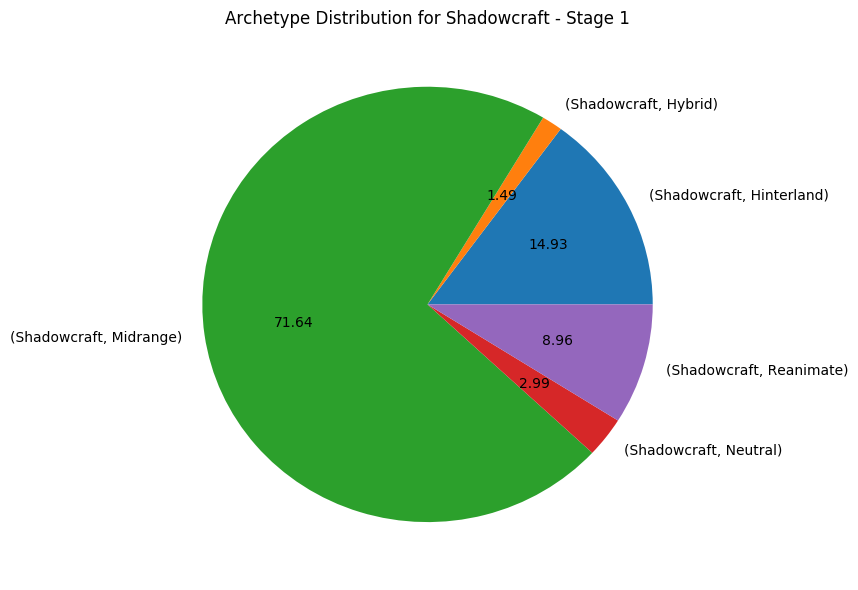 Archetype Distribution for Shadowcraft - Stage 1
(Shadowcraft, Hybrid)
1.49
(Shadowcraft, Hinterland)
14.93
71.64
(Shadowcraft, Midrange)
8.96
(Shadowcraft, Reanimate)
2.99
(Shadowcraft, Neutral)